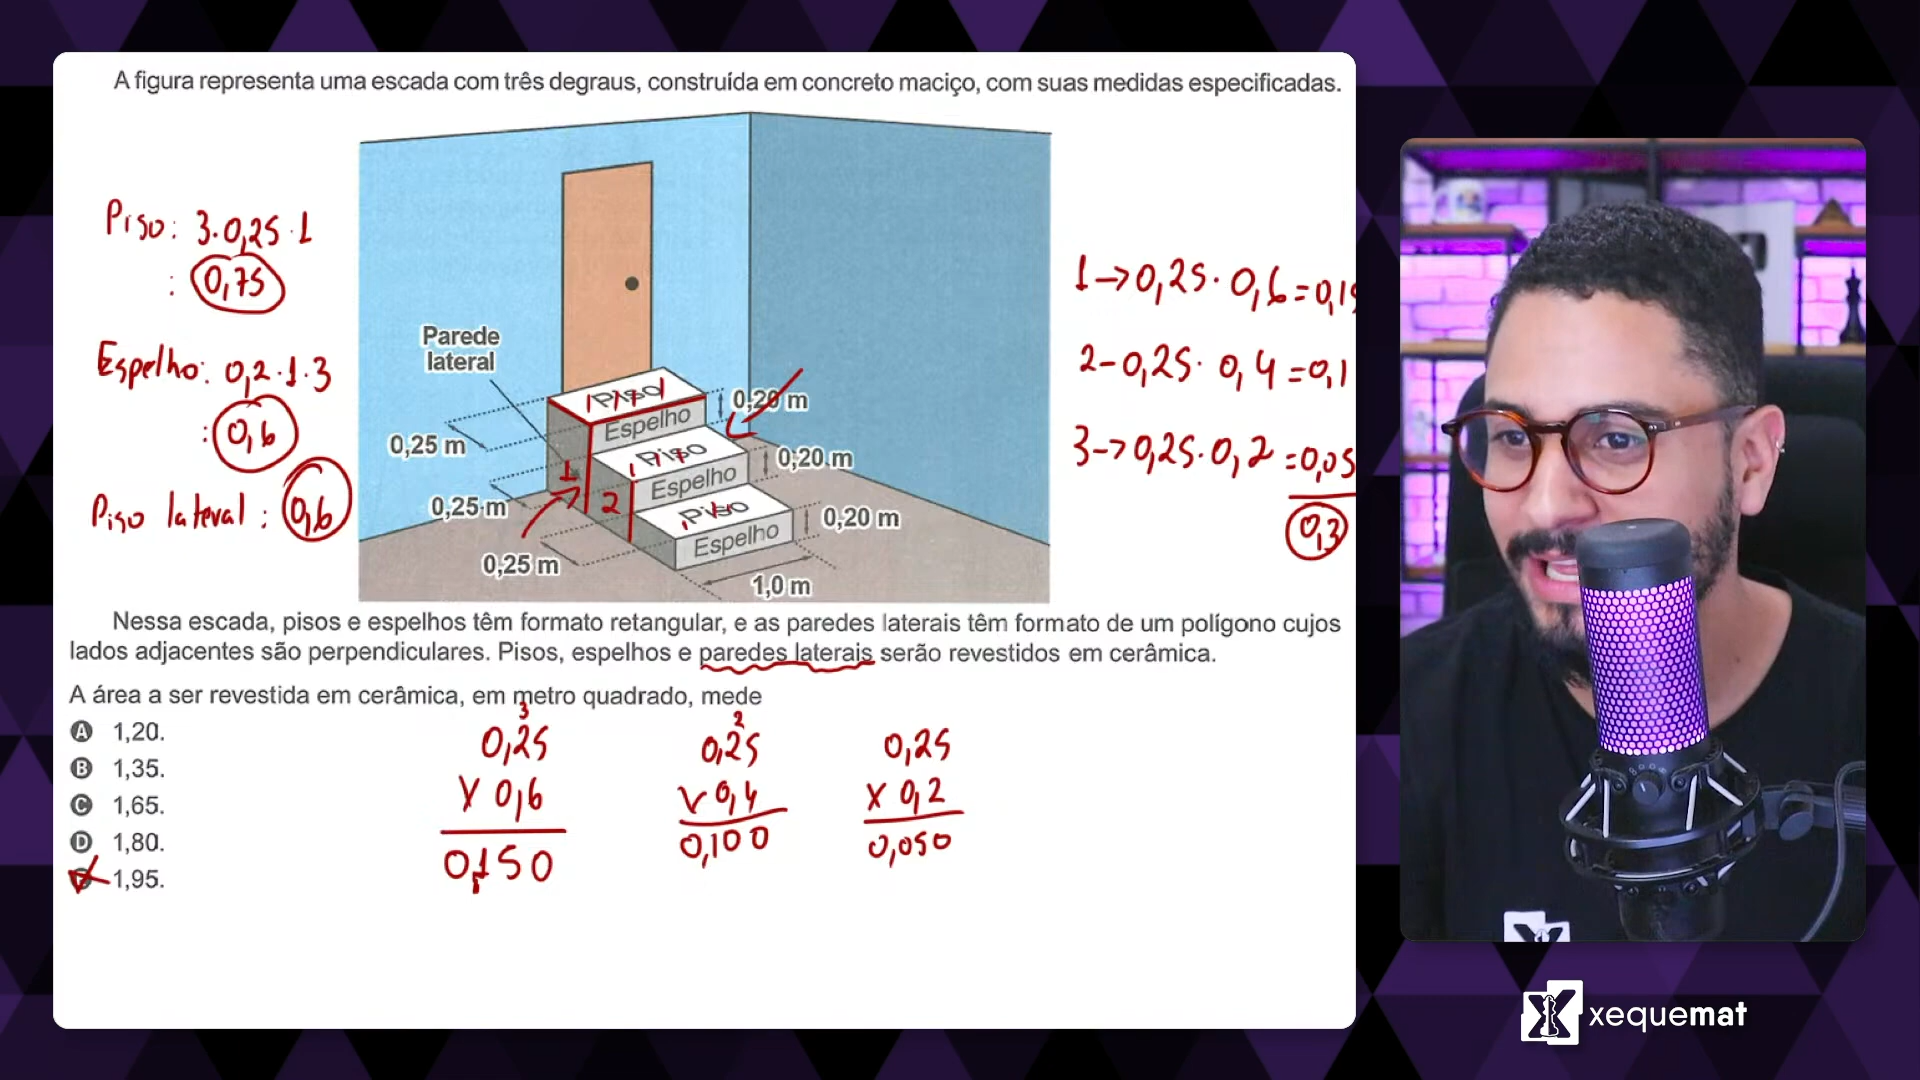 A figura representa uma escada com três degraus, construída em concreto maciço, com suas medidas especificadas.
Piso: 3·0,25·1
: 0,75
Espelho: 0,2·1·3
: 0,6
Piso lateral: 0,6
Parede
lateral
Piso
Espelho
Piso
Espelho
Piso
Espelho
0,20 m
0,20 m
0,20 m
0,25 m
0,25 m
0,25 m
1,0 m
1
2
1→0,25·0,6=0,15
2-0,25·0,4=0,1
3→0,25·0,2=0,05
0,3
Nessa escada, pisos e espelhos têm formato retangular, e as paredes laterais têm formato de um polígono cujos
lados adjacentes são perpendiculares. Pisos, espelhos e paredes laterais serão revestidos em cerâmica.
A área a ser revestida em cerâmica, em metro quadrado, mede
A 1,20.
B 1,35.
C 1,65.
D 1,80.
1,95.
3
0,25
X 0,6
0,150
2
0,25
x 0,4
0,100
0,25
X 0,2
0,050
xequemat